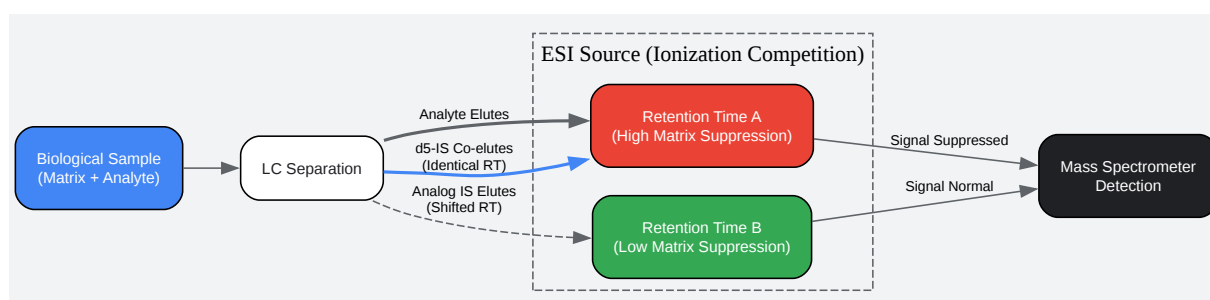 ESI Source (Ionization Competition)
Biological Sample
(Matrix + Analyte)
LC Separation
Analyte Elutes
d5-IS Co-elutes
(Identical RT)
Analog IS Elutes
(Shifted RT)
Retention Time A
(High Matrix Suppression)
Retention Time B
(Low Matrix Suppression)
Signal Suppressed
Signal Normal
Mass Spectrometer
Detection